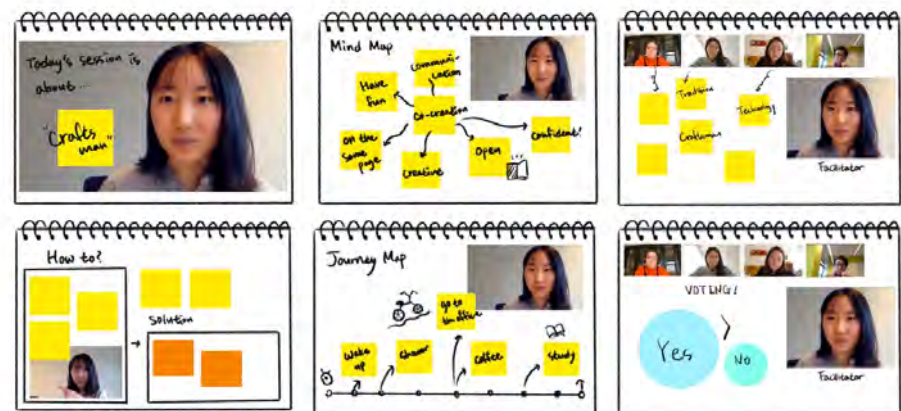 Today's session is
about...
"Crafts
man"
Mind Map
communi-
cation
Have
fun
Co-creation
on the
same
page
creative
open
confident!
Tradition
Technology!
Craftsman
Facilitator
How to?
Solution
Journey Map
go to
the office
Wake
up
Shower
Coffee
Study
VOTING!
Yes
No
Facilitator